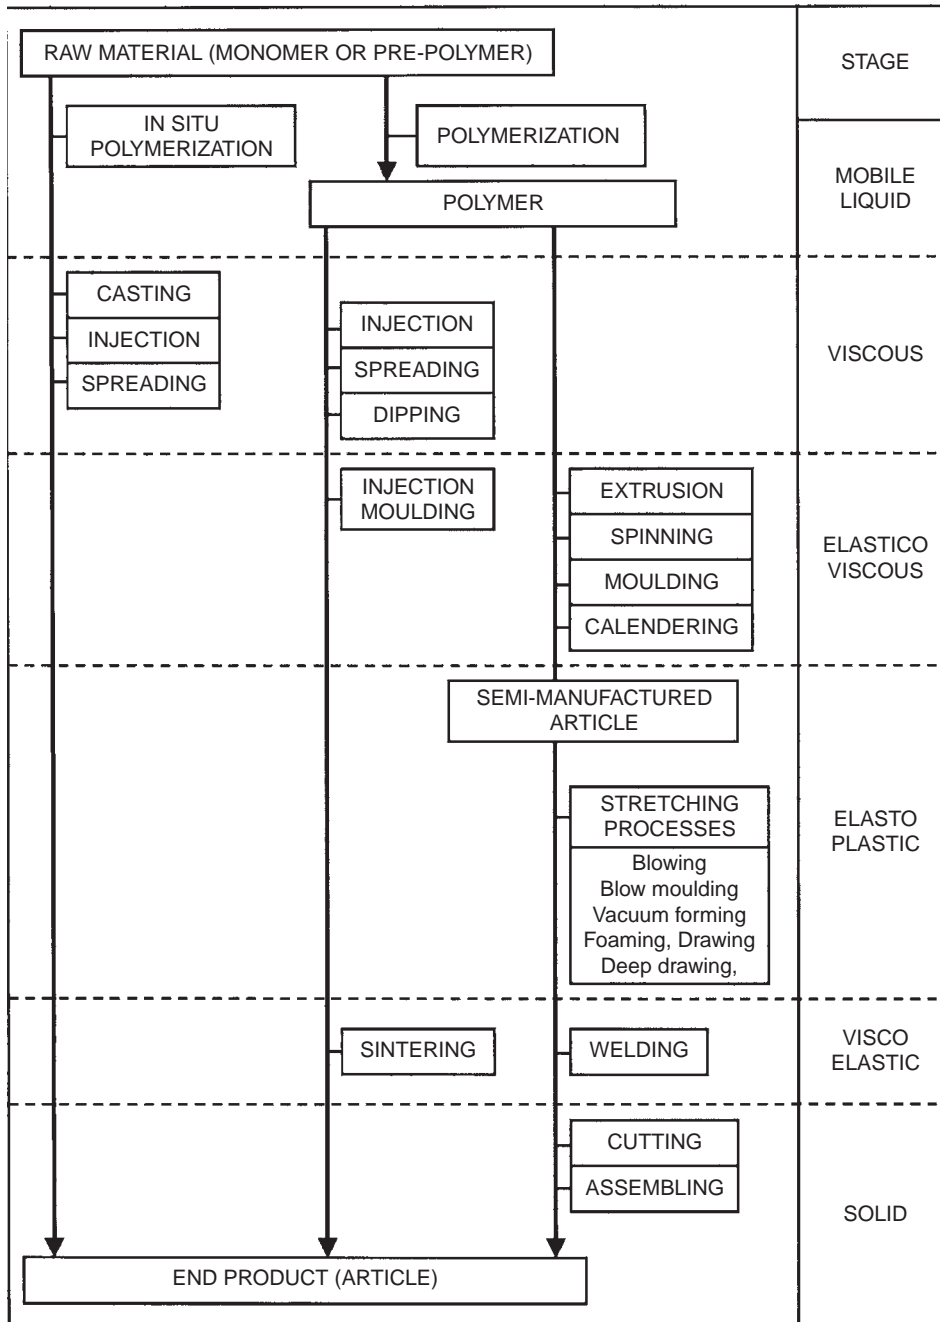 RAW MATERIAL (MONOMER OR PRE-POLYMER)
STAGE
IN SITU
POLYMERIZATION
POLYMERIZATION
POLYMER
MOBILE
LIQUID
CASTING
INJECTION
SPREADING
INJECTION
SPREADING
DIPPING
VISCOUS
INJECTION
MOULDING
EXTRUSION
SPINNING
MOULDING
CALENDERING
ELASTICO
VISCOUS
SEMI-MANUFACTURED
ARTICLE
STRETCHING
PROCESSES
Blowing
Blow moulding
Vacuum forming
Foaming, Drawing
Deep drawing,
ELASTO
PLASTIC
SINTERING
WELDING
VISCO
ELASTIC
CUTTING
ASSEMBLING
SOLID
END PRODUCT (ARTICLE)